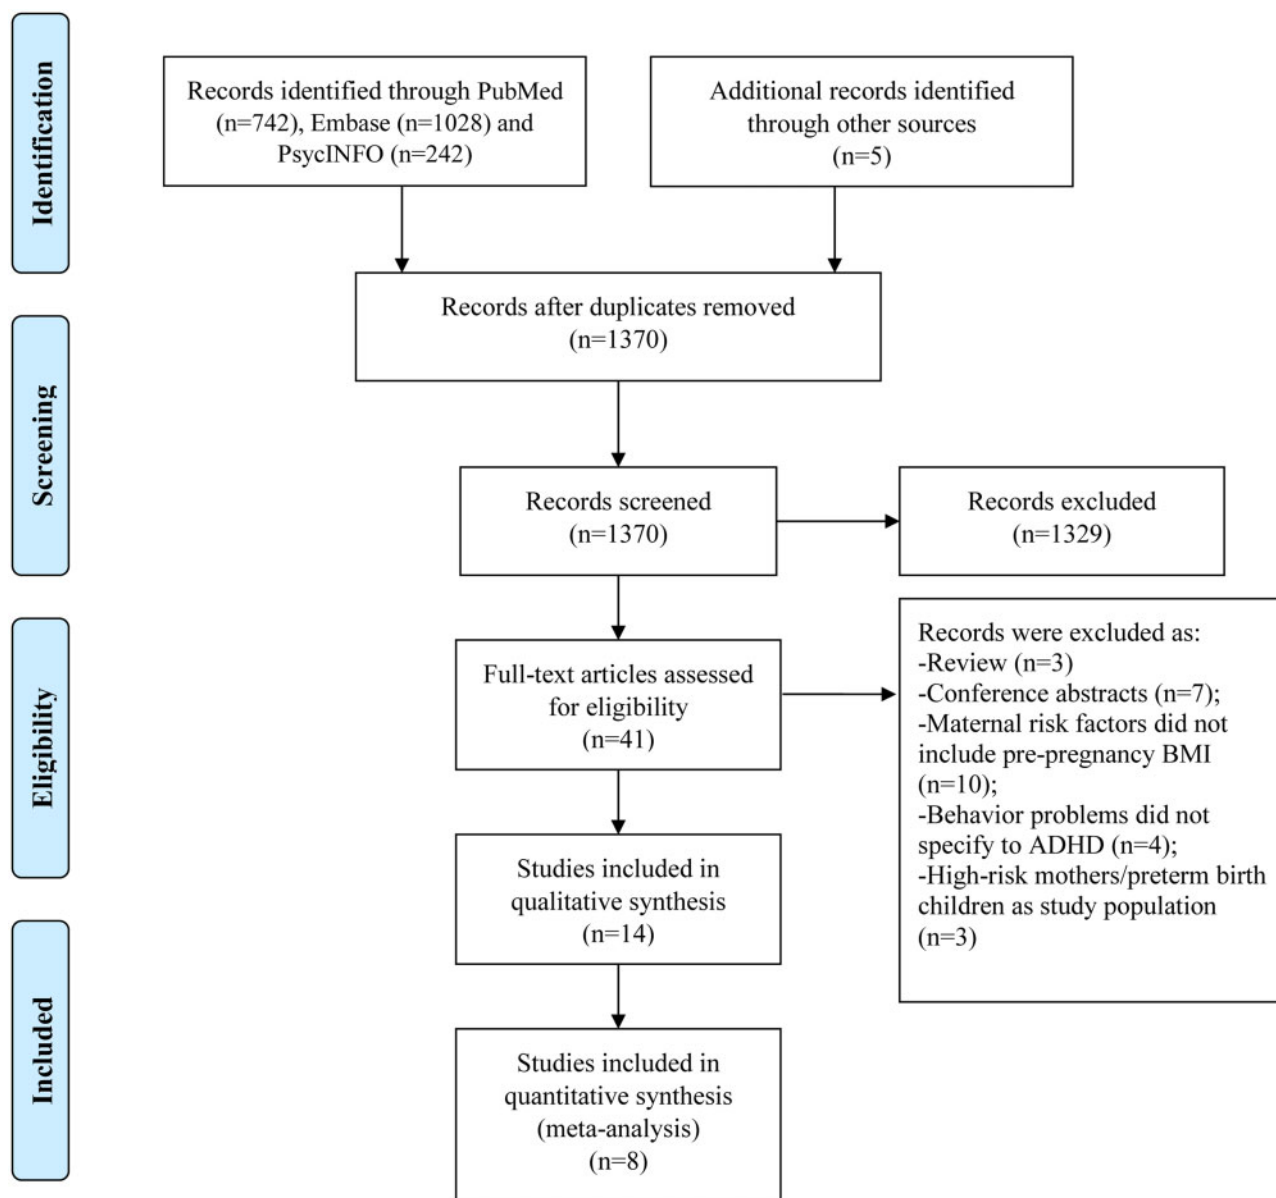 Identification
Records identified through PubMed
(n=742), Embase (n=1028) and
PsycINFO (n=242)
Additional records identified
through other sources
(n=5)
Records after duplicates removed
(n=1370)
Screening
Records screened
(n=1370)
Records excluded
(n=1329)
Eligibility
Full-text articles assessed
for eligibility
(n=41)
Records were excluded as:
-Review (n=3)
-Conference abstracts (n=7);
-Maternal risk factors did not
include pre-pregnancy BMI
(n=10);
-Behavior problems did not
specify to ADHD (n=4);
-High-risk mothers/preterm birth
children as study population
(n=3)
Studies included in
qualitative synthesis
(n=14)
Included
Studies included in
quantitative synthesis
(meta-analysis)
(n=8)